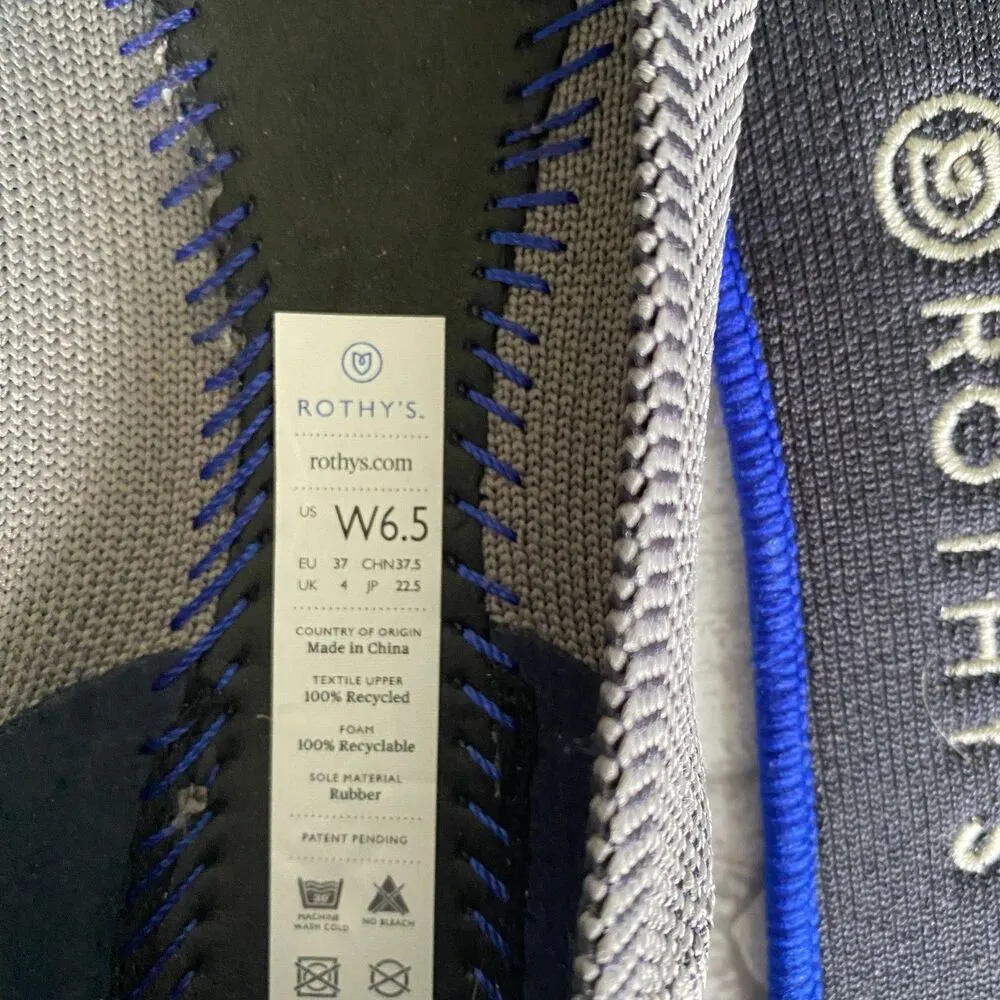 ROTHY'S™
rothys.com
US W6.5
EU 37 CHN37.5
UK 4 JP 22.5
COUNTRY OF ORIGIN
Made in China
TEXTILE UPPER
100% Recycled
FOAM
100% Recyclable
SOLE MATERIAL
Rubber
PATENT PENDING
30°
MACHINE WASH COLD
NO BLEACH
ROTHYS